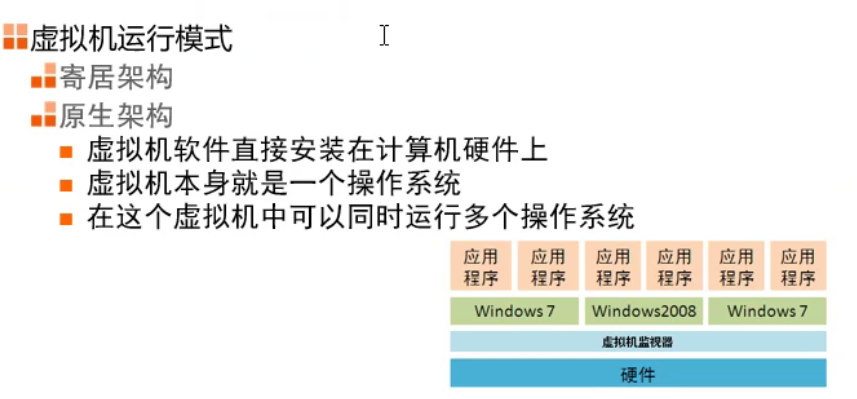 虚拟机运行模式
寄居架构
原生架构
虚拟机软件直接安装在计算机硬件上
虚拟机本身就是一个操作系统
在这个虚拟机中可以同时运行多个操作系统
应用 应用 应用 应用 应用 应用
程序 程序 程序 程序 程序 程序
Windows 7 Windows2008 Windows 7
虚拟机监视器
硬件